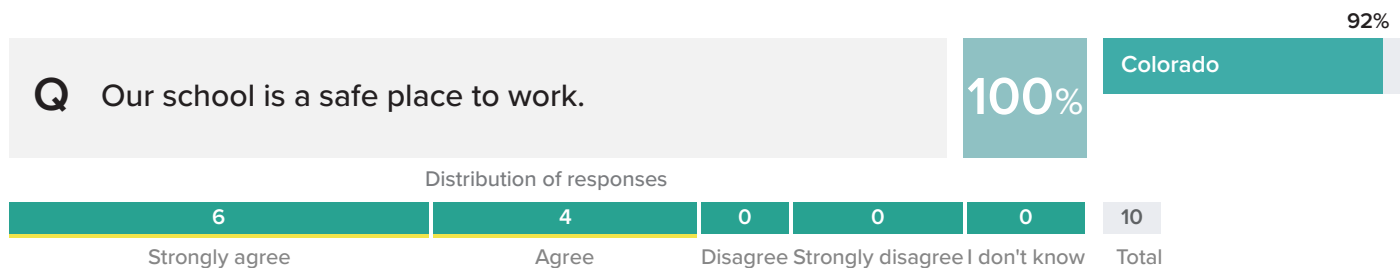 92%
Q Our school is a safe place to work.
100%
Colorado
Distribution of responses
6 4 0 0 0 10
Strongly agree Agree Disagree Strongly disagree I don't know Total